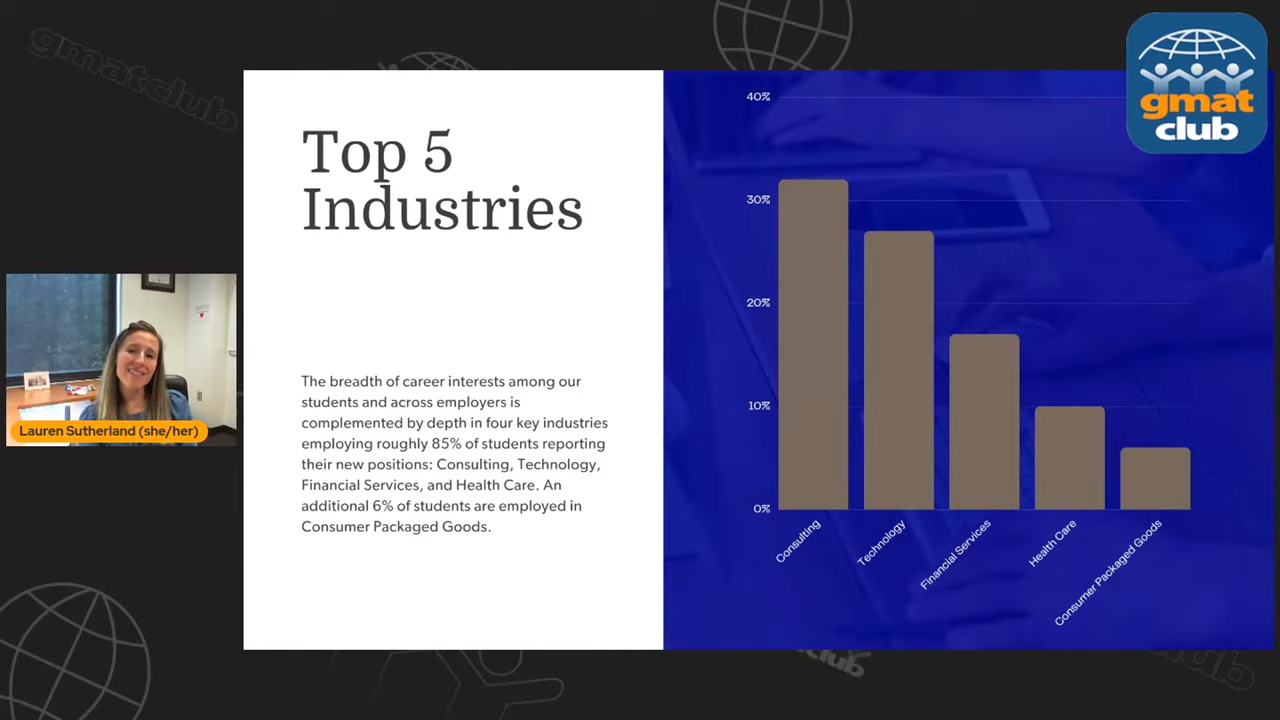 gmatclub
gmat
club
Top 5
Industries
The breadth of career interests among our
students and across employers is
complemented by depth in four key industries
employing roughly 85% of students reporting
their new positions: Consulting, Technology,
Financial Services, and Health Care. An
additional 6% of students are employed in
Consumer Packaged Goods.
40%
30%
20%
10%
0%
Consulting
Technology
Financial Services
Health Care
Consumer Packaged Goods
Lauren Sutherland (she/her)
club